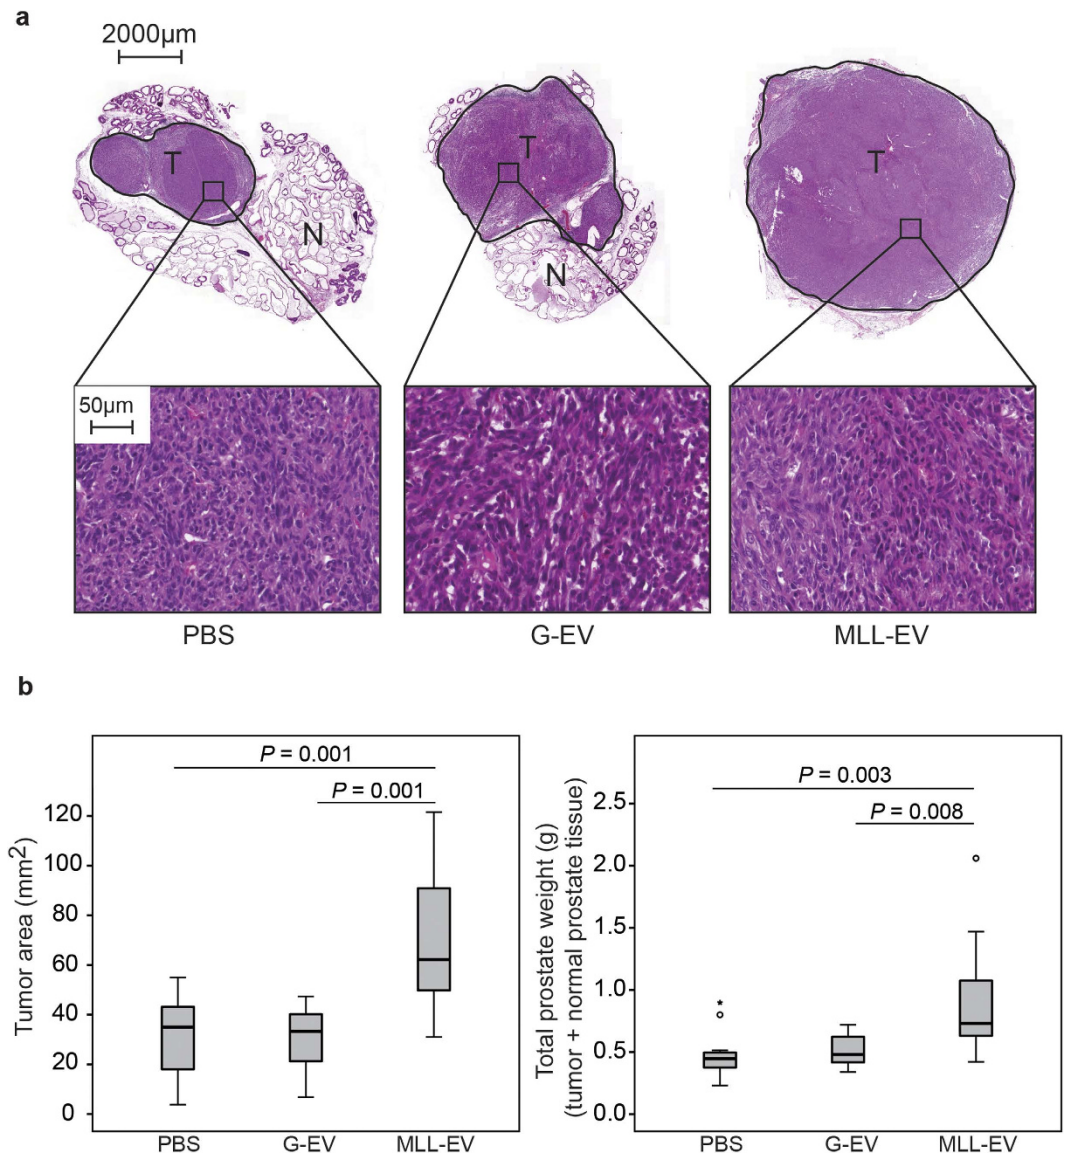 a
2000µm
T
N
T
N
T
50µm
PBS
G-EV
MLL-EV
b
Tumor area (mm²)
120
100
80
60
40
20
0
P = 0.001
P = 0.001
PBS
G-EV
MLL-EV
Total prostate weight (g)
(tumor + normal prostate tissue)
2.5
2.0
1.5
1.0
0.5
0.0
P = 0.003
P = 0.008
PBS
G-EV
MLL-EV